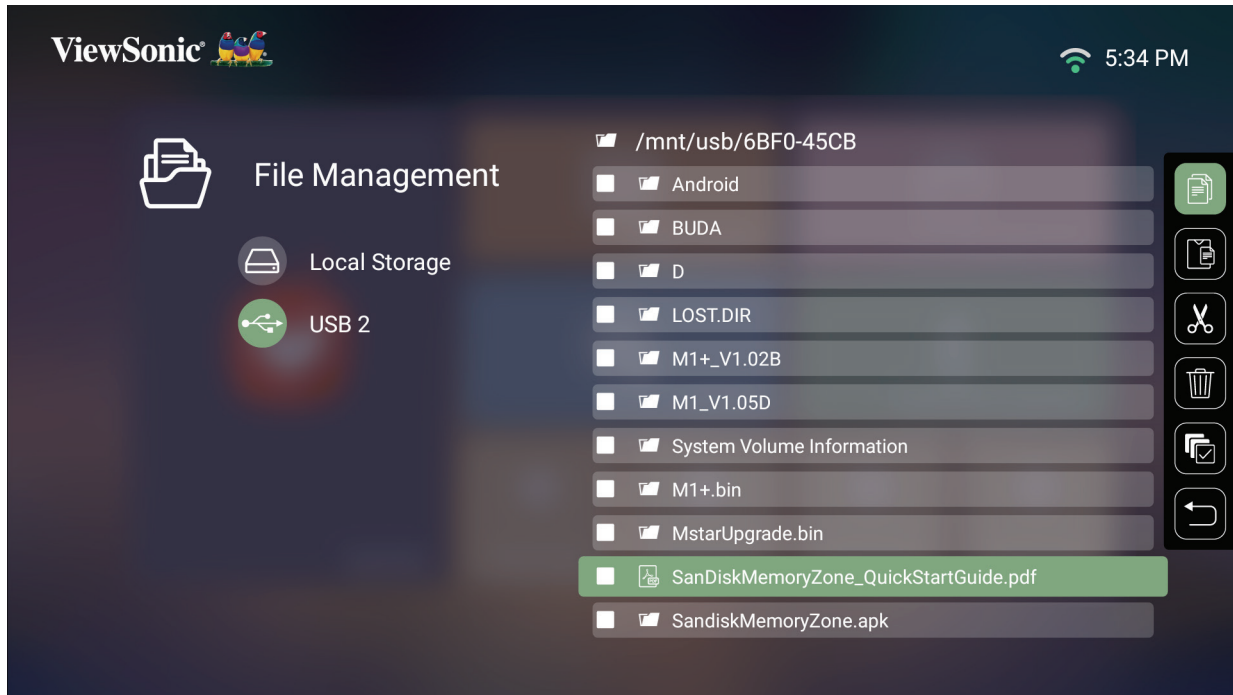 ViewSonic
5:34 PM
File Management
Local Storage
USB 2
/mnt/usb/6BF0-45CB
Android
BUDA
D
LOST.DIR
M1+_V1.02B
M1_V1.05D
System Volume Information
M1+.bin
MstarUpgrade.bin
SanDiskMemoryZone_QuickStartGuide.pdf
SandiskMemoryZone.apk